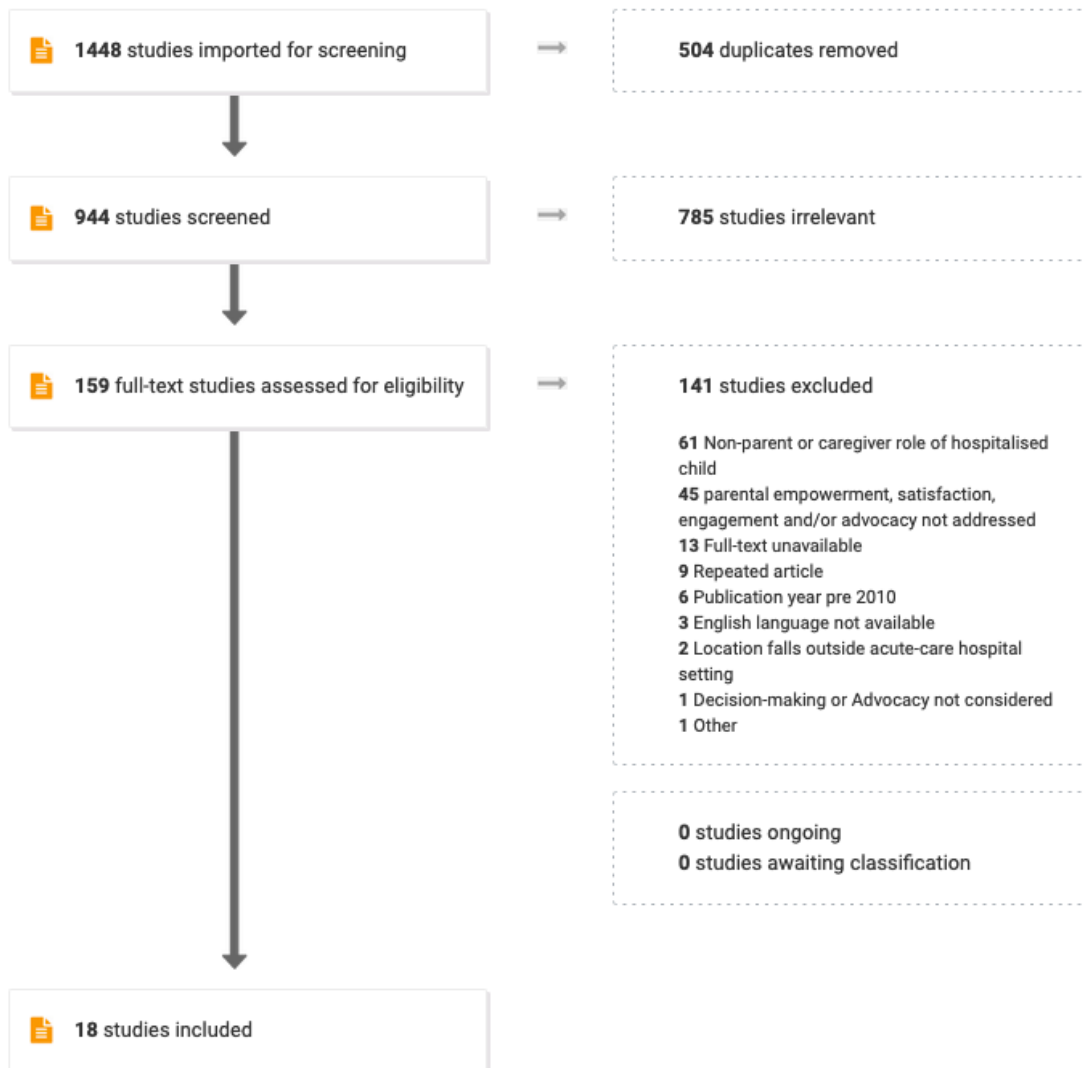 1448 studies imported for screening
504 duplicates removed
944 studies screened
785 studies irrelevant
159 full-text studies assessed for eligibility
141 studies excluded
61 Non-parent or caregiver role of hospitalised
child
45 parental empowerment, satisfaction,
engagement and/or advocacy not addressed
13 Full-text unavailable
9 Repeated article
6 Publication year pre 2010
3 English language not available
2 Location falls outside acute-care hospital
setting
1 Decision-making or Advocacy not considered
1 Other
0 studies ongoing
0 studies awaiting classification
18 studies included